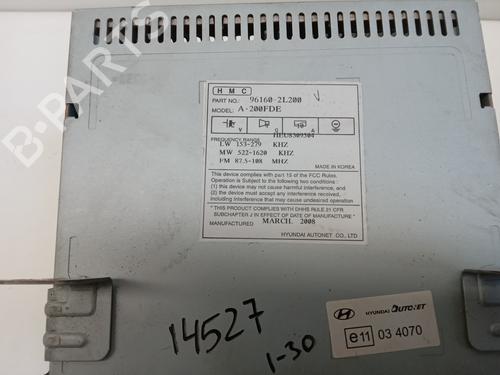 H M C
PART NO.: 96160-2L200
MODEL: A-200FDE
V A 10A
HEU8309504
FREQUENCY RANGE
LW 153-279 KHZ
MW 522-1620 KHZ
FM 87.5-108 MHZ
MADE IN KOREA
This device complies with part 15 of the FCC Rules.
Operation is Subject to the following two conditions :
(1) this device may not cause harmful interference, and
(2) the device must accept any interference received,
including Interference that may cause undesired operation
* THIS PRODUCT COMPLIES WITH DHHS RULE 21 CFR
SUBCHAPTER J IN EFFECT OF DATE OF MANUFACTURE *
MANUFACTURED MARCH. 2008
HYUNDAI AUTONET CO., LTD
B-PARTS
HYUNDAI AUTONET
e11 03 4070
14527
1-30